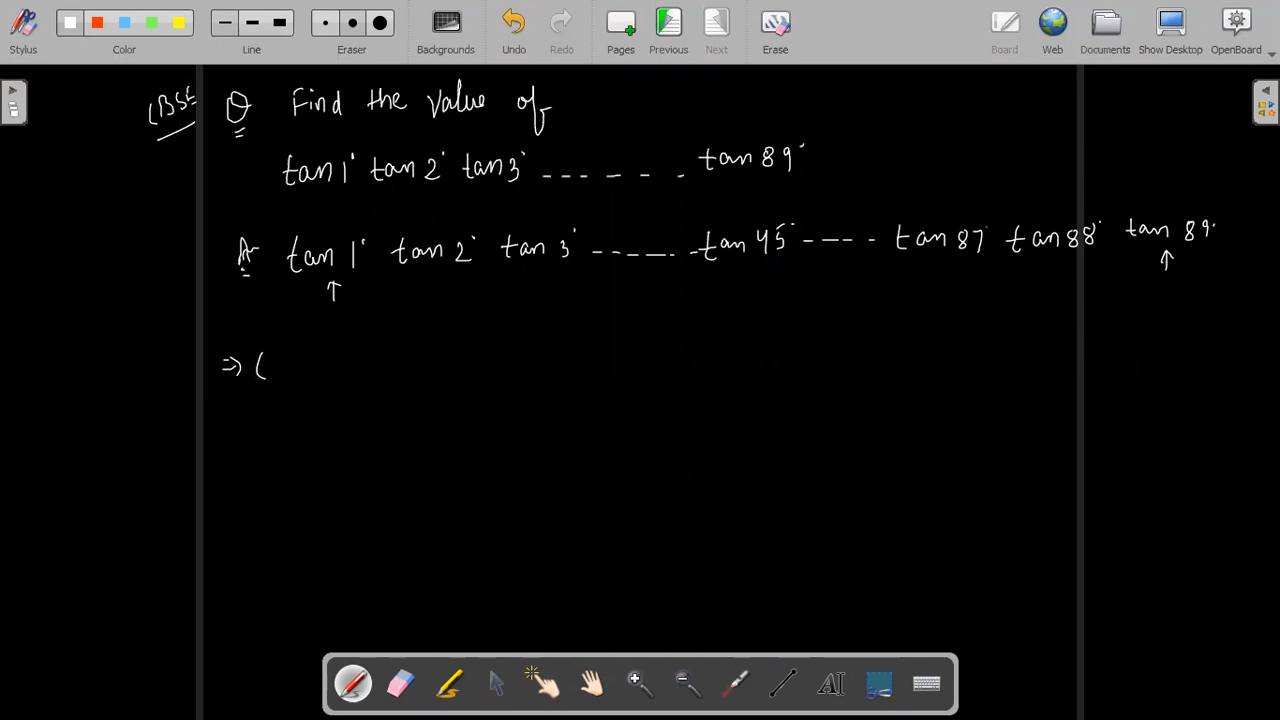 Stylus Color Line Eraser Backgrounds Undo Redo Pages Previous Next Erase Board Web Documents Show Desktop OpenBoard
CBSE Q Find the value of
tan 1° tan 2° tan 3° ------ tan 89°
A tan 1° tan 2° tan 3° ------ tan 45° ---- tan 87 tan 88° tan 89°
↑ ↑
⇒ (
AI